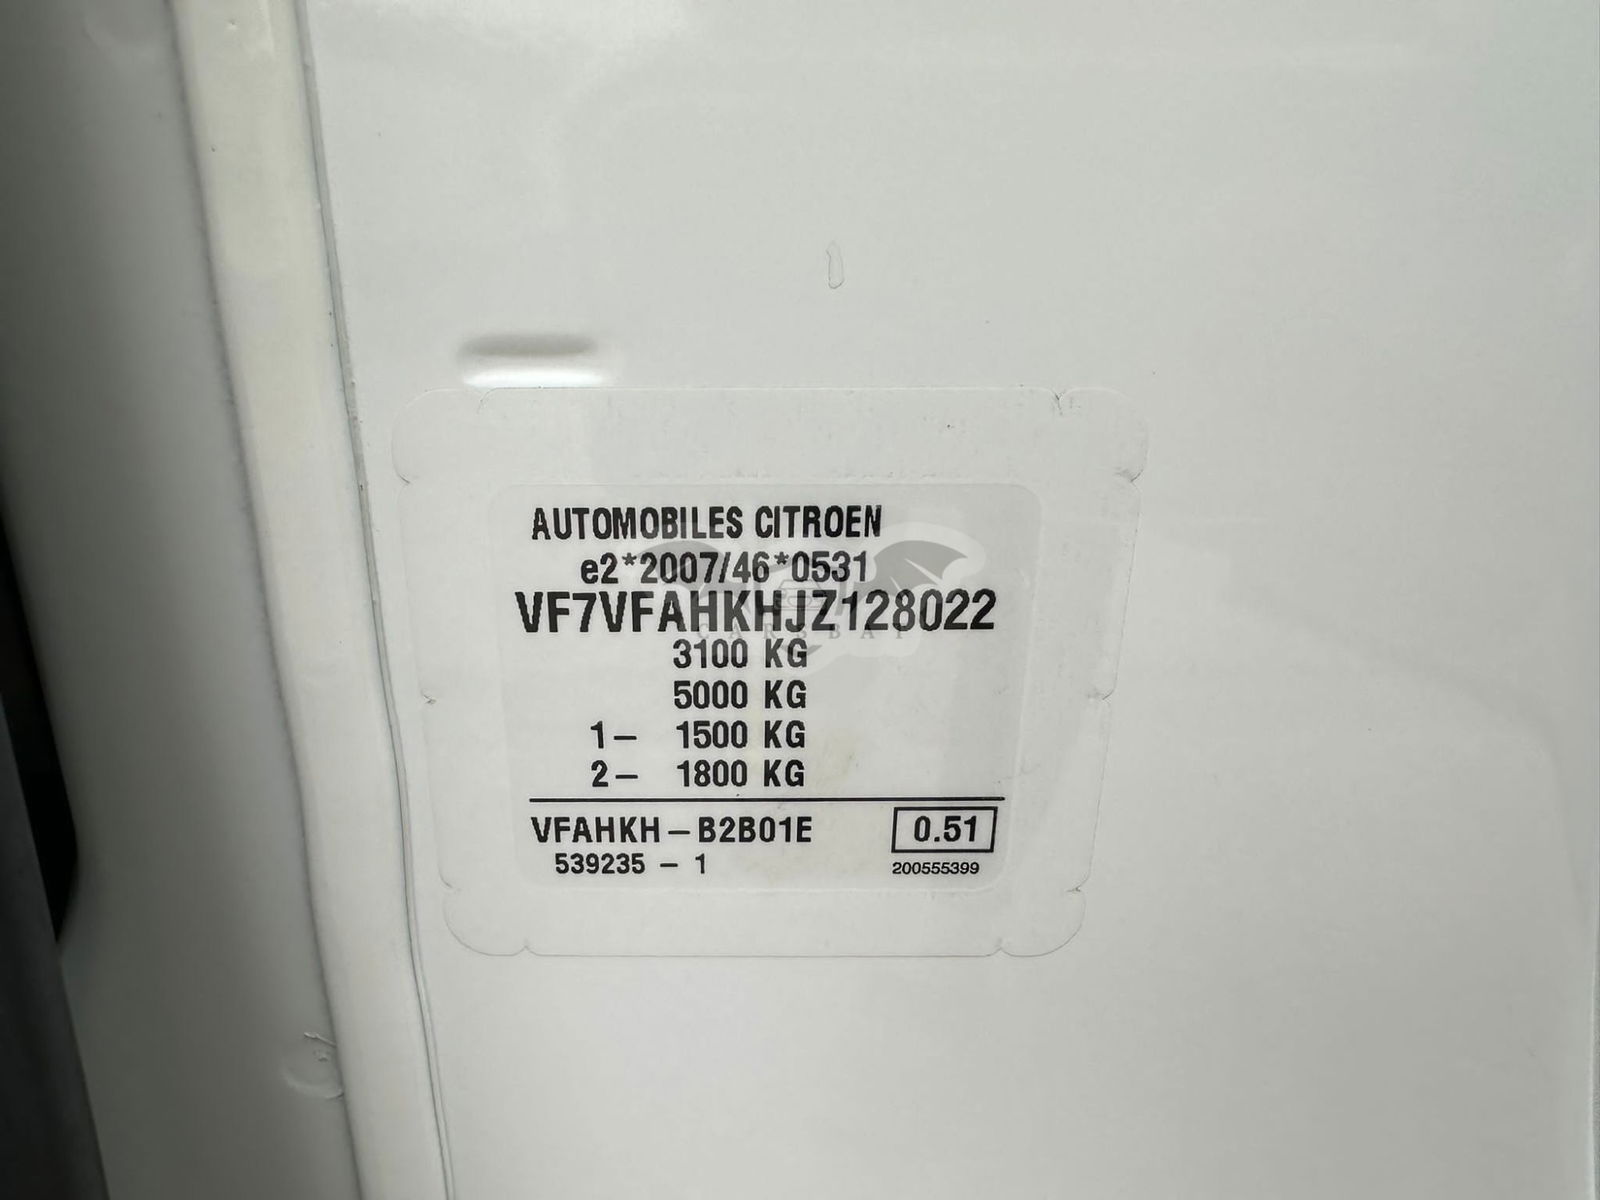 AUTOMOBILES CITROEN
e2*2007/46*0531
VF7VFAHKHJZ128022
CARSBAT
3100 KG
5000 KG
1– 1500 KG
2– 1800 KG
VFAHKH–B2B01E 0.51
539235 – 1 200555399